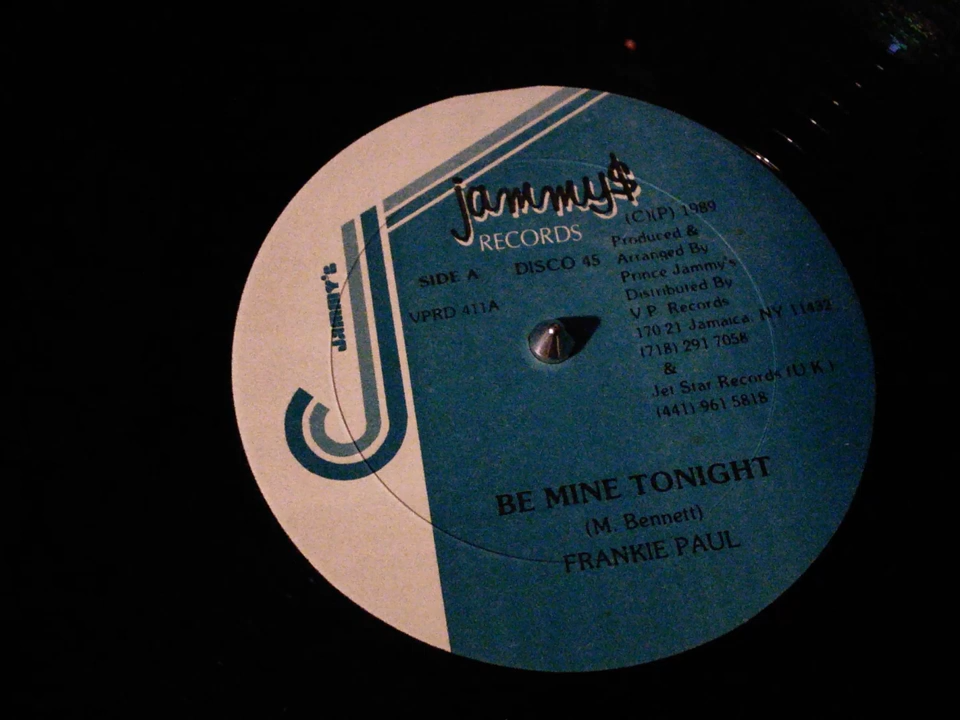 jammy$
RECORDS
JAMMY'S
SIDE A DISCO 45
VPRD 411A
(C)(P) 1989
Produced &
Arranged By
Prince Jammy's
Distributed By
V.P. Records
170 21 Jamaica, NY 11432
(718) 291 7058
&
Jet Star Records (U.K.)
(441) 961 5818
BE MINE TONIGHT
(M. Bennett)
FRANKIE PAUL